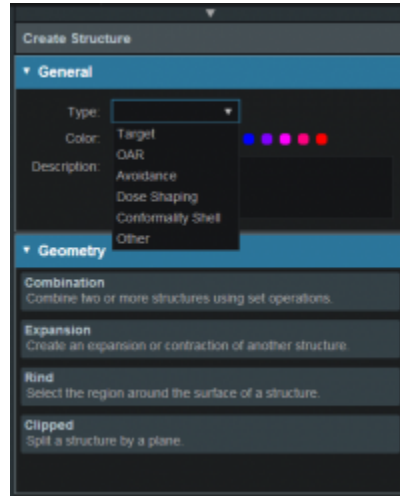 Create Structure
General
Type:
Color:
Target
OAR
Description:
Avoidance
Dose Shaping
Conformality Shell
Other
Geometry
Combination
Combine two or more structures using set operations.
Expansion
Create an expansion or contraction of another structure.
Rind
Select the region around the surface of a structure.
Clipped
Split a structure by a plane.